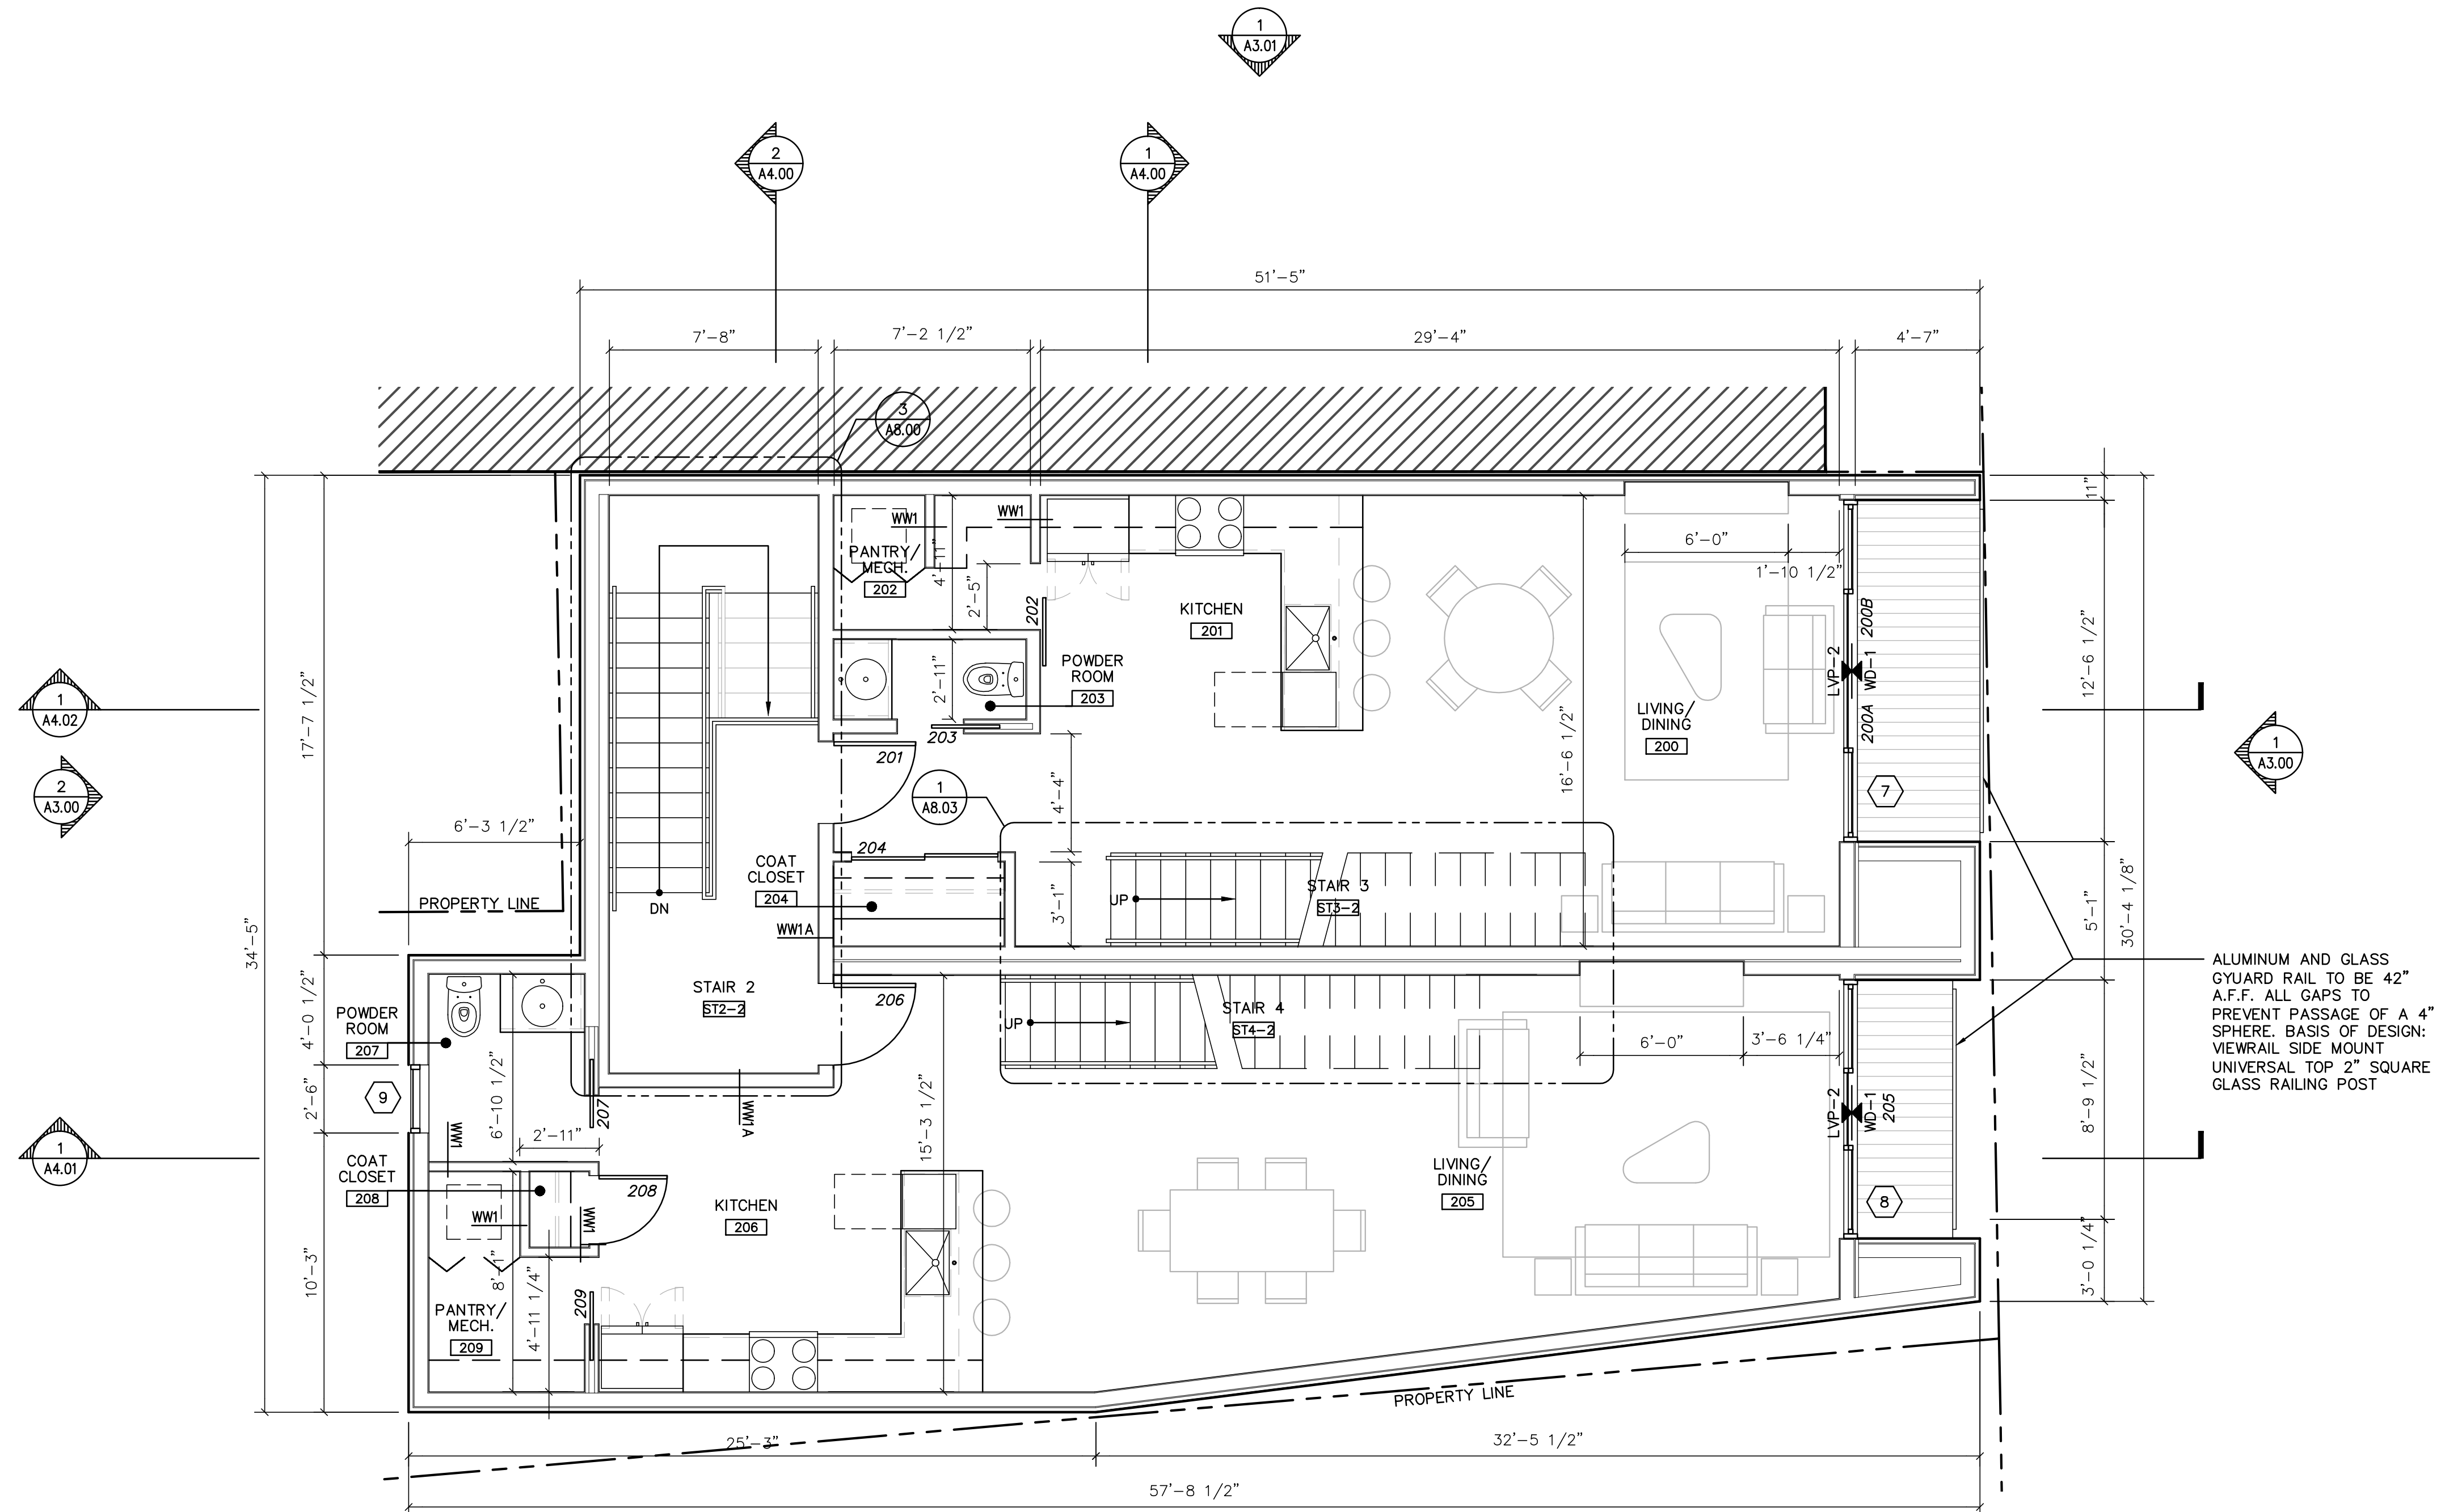 1
A3.01
2
A4.00
1
A4.00
51'-5"
7'-8"
7'-2 1/2"
29'-4"
4'-7"
3
A8.00
11"
WW1
WW1
PANTRY/
MECH.
202
4'-11"
2'-5"
202
KITCHEN
201
6'-0"
1'-10 1/2"
200B
LVP-2
WD-1
200A
12'-6 1/2"
POWDER
ROOM
203
2'-11"
203
201
LIVING/
DINING
200
16'-6 1/2"
17'-7 1/2"
1
A4.02
2
A3.00
1
A3.00
7
1
A8.03
4'-4"
6'-3 1/2"
204
COAT
CLOSET
204
3'-1"
WW1A
UP
STAIR 3
ST3-2
DN
PROPERTY LINE
34'-5"
5'-1"
30'-4 1/8"
ALUMINUM AND GLASS
GYUARD RAIL TO BE 42"
A.F.F. ALL GAPS TO
PREVENT PASSAGE OF A 4"
SPHERE. BASIS OF DESIGN:
VIEWRAIL SIDE MOUNT
UNIVERSAL TOP 2" SQUARE
GLASS RAILING POST
STAIR 2
ST2-2
206
UP
STAIR 4
ST4-2
4'-0 1/2"
POWDER
ROOM
207
6'-0"
3'-6 1/4"
2'-6"
9
6'-10 1/2"
207
WW1A
15'-3 1/2"
LVP-2
WD-1
205
8'-9 1/2"
WW1
2'-11"
1
A4.01
COAT
CLOSET
208
208
WW1
WW1
KITCHEN
206
LIVING/
DINING
205
8
3'-0 1/4"
10'-3"
8'-1"
4'-11 1/4"
209
PANTRY/
MECH.
209
PROPERTY LINE
25'-3"
32'-5 1/2"
57'-8 1/2"